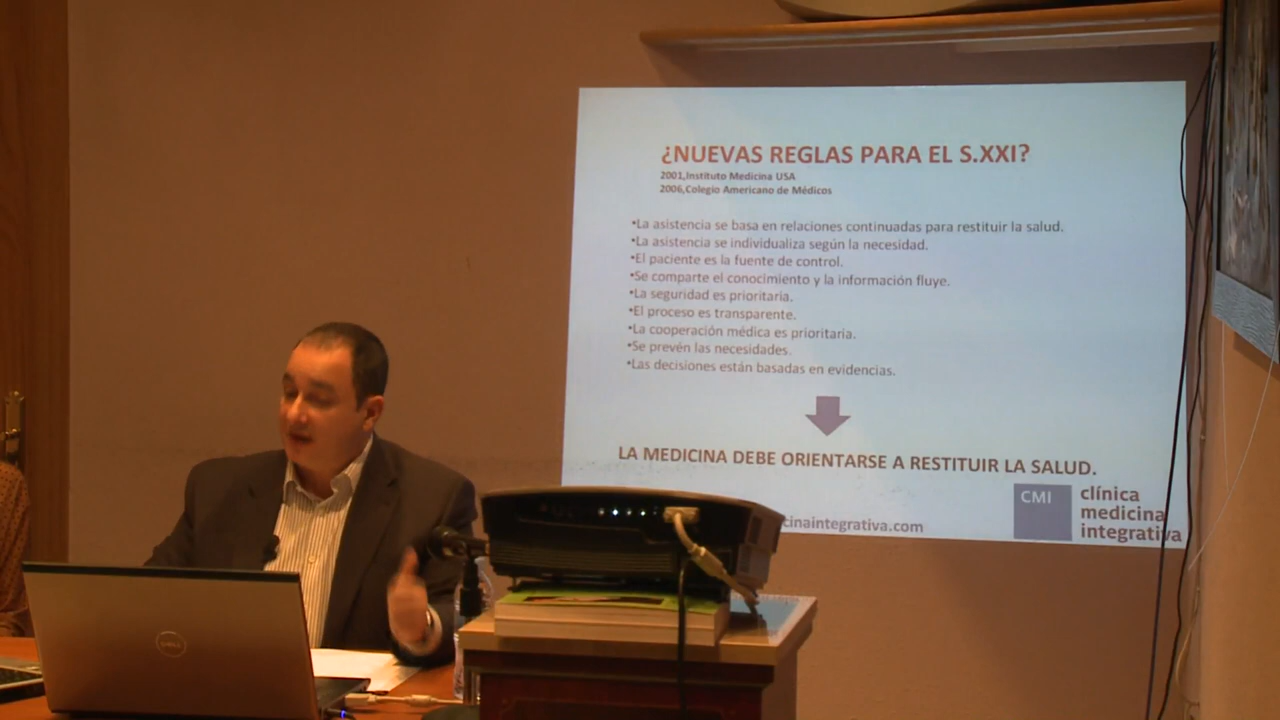 ¿NUEVAS REGLAS PARA EL S.XXI?
2001,Instituto Medicina USA
2006,Colegio Americano de Médicos
•La asistencia se basa en relaciones continuadas para restituir la salud.
•La asistencia se individualiza según la necesidad.
•El paciente es la fuente de control.
•Se comparte el conocimiento y la información fluye.
•La seguridad es prioritaria.
•El proceso es transparente.
•La cooperación médica es prioritaria.
•Se prevén las necesidades.
•Las decisiones están basadas en evidencias.
LA MEDICINA DEBE ORIENTARSE A RESTITUIR LA SALUD.
cinaintegrativa.com
CMI
clínica
medicina
integrativa
DELL